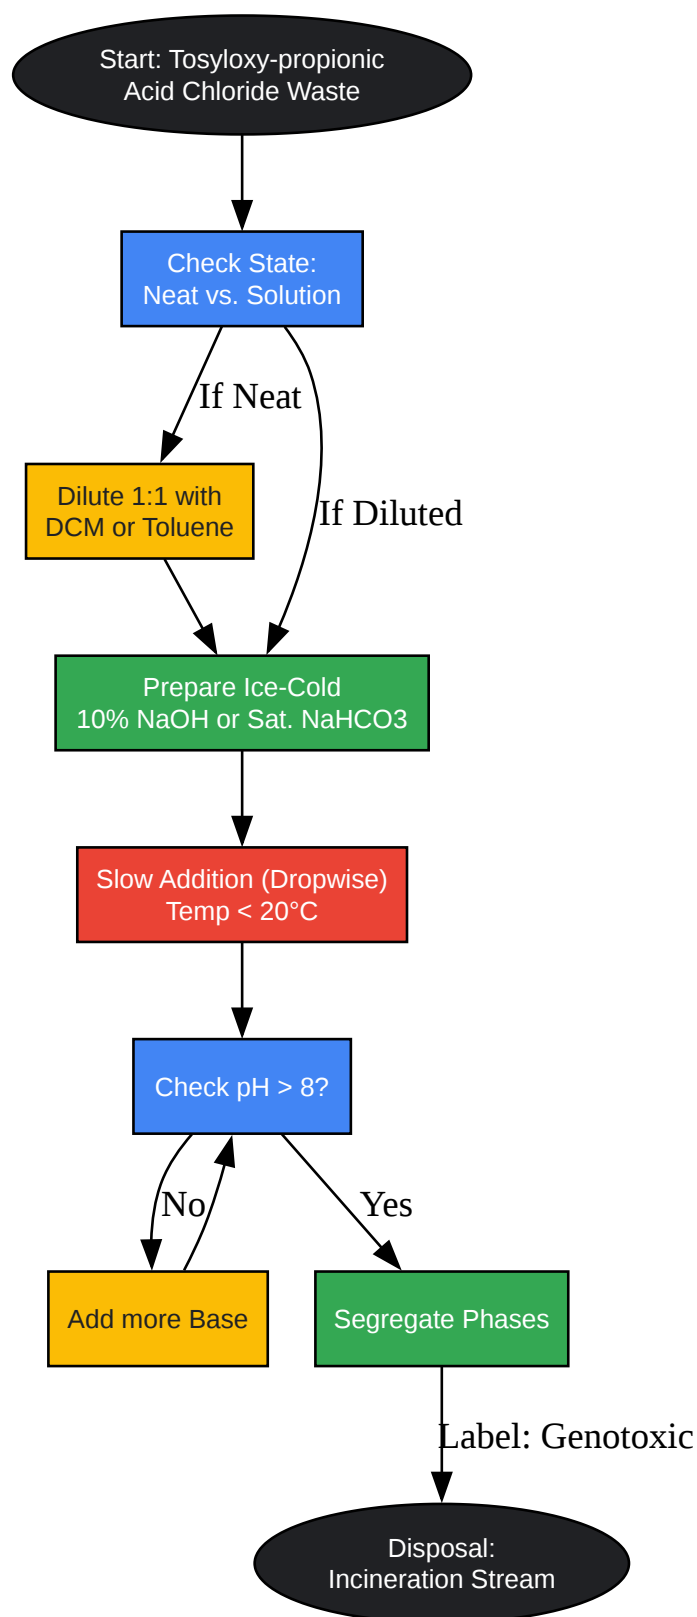 Start: Tosyloxy-propionic
Acid Chloride Waste
Check State:
Neat vs. Solution
If Neat
Dilute 1:1 with
DCM or Toluene
If Diluted
Prepare Ice-Cold
10% NaOH or Sat. NaHCO3
Slow Addition (Dropwise)
Temp < 20°C
Check pH > 8?
No
Yes
Add more Base
Segregate Phases
Label: Genotoxic
Disposal:
Incineration Stream